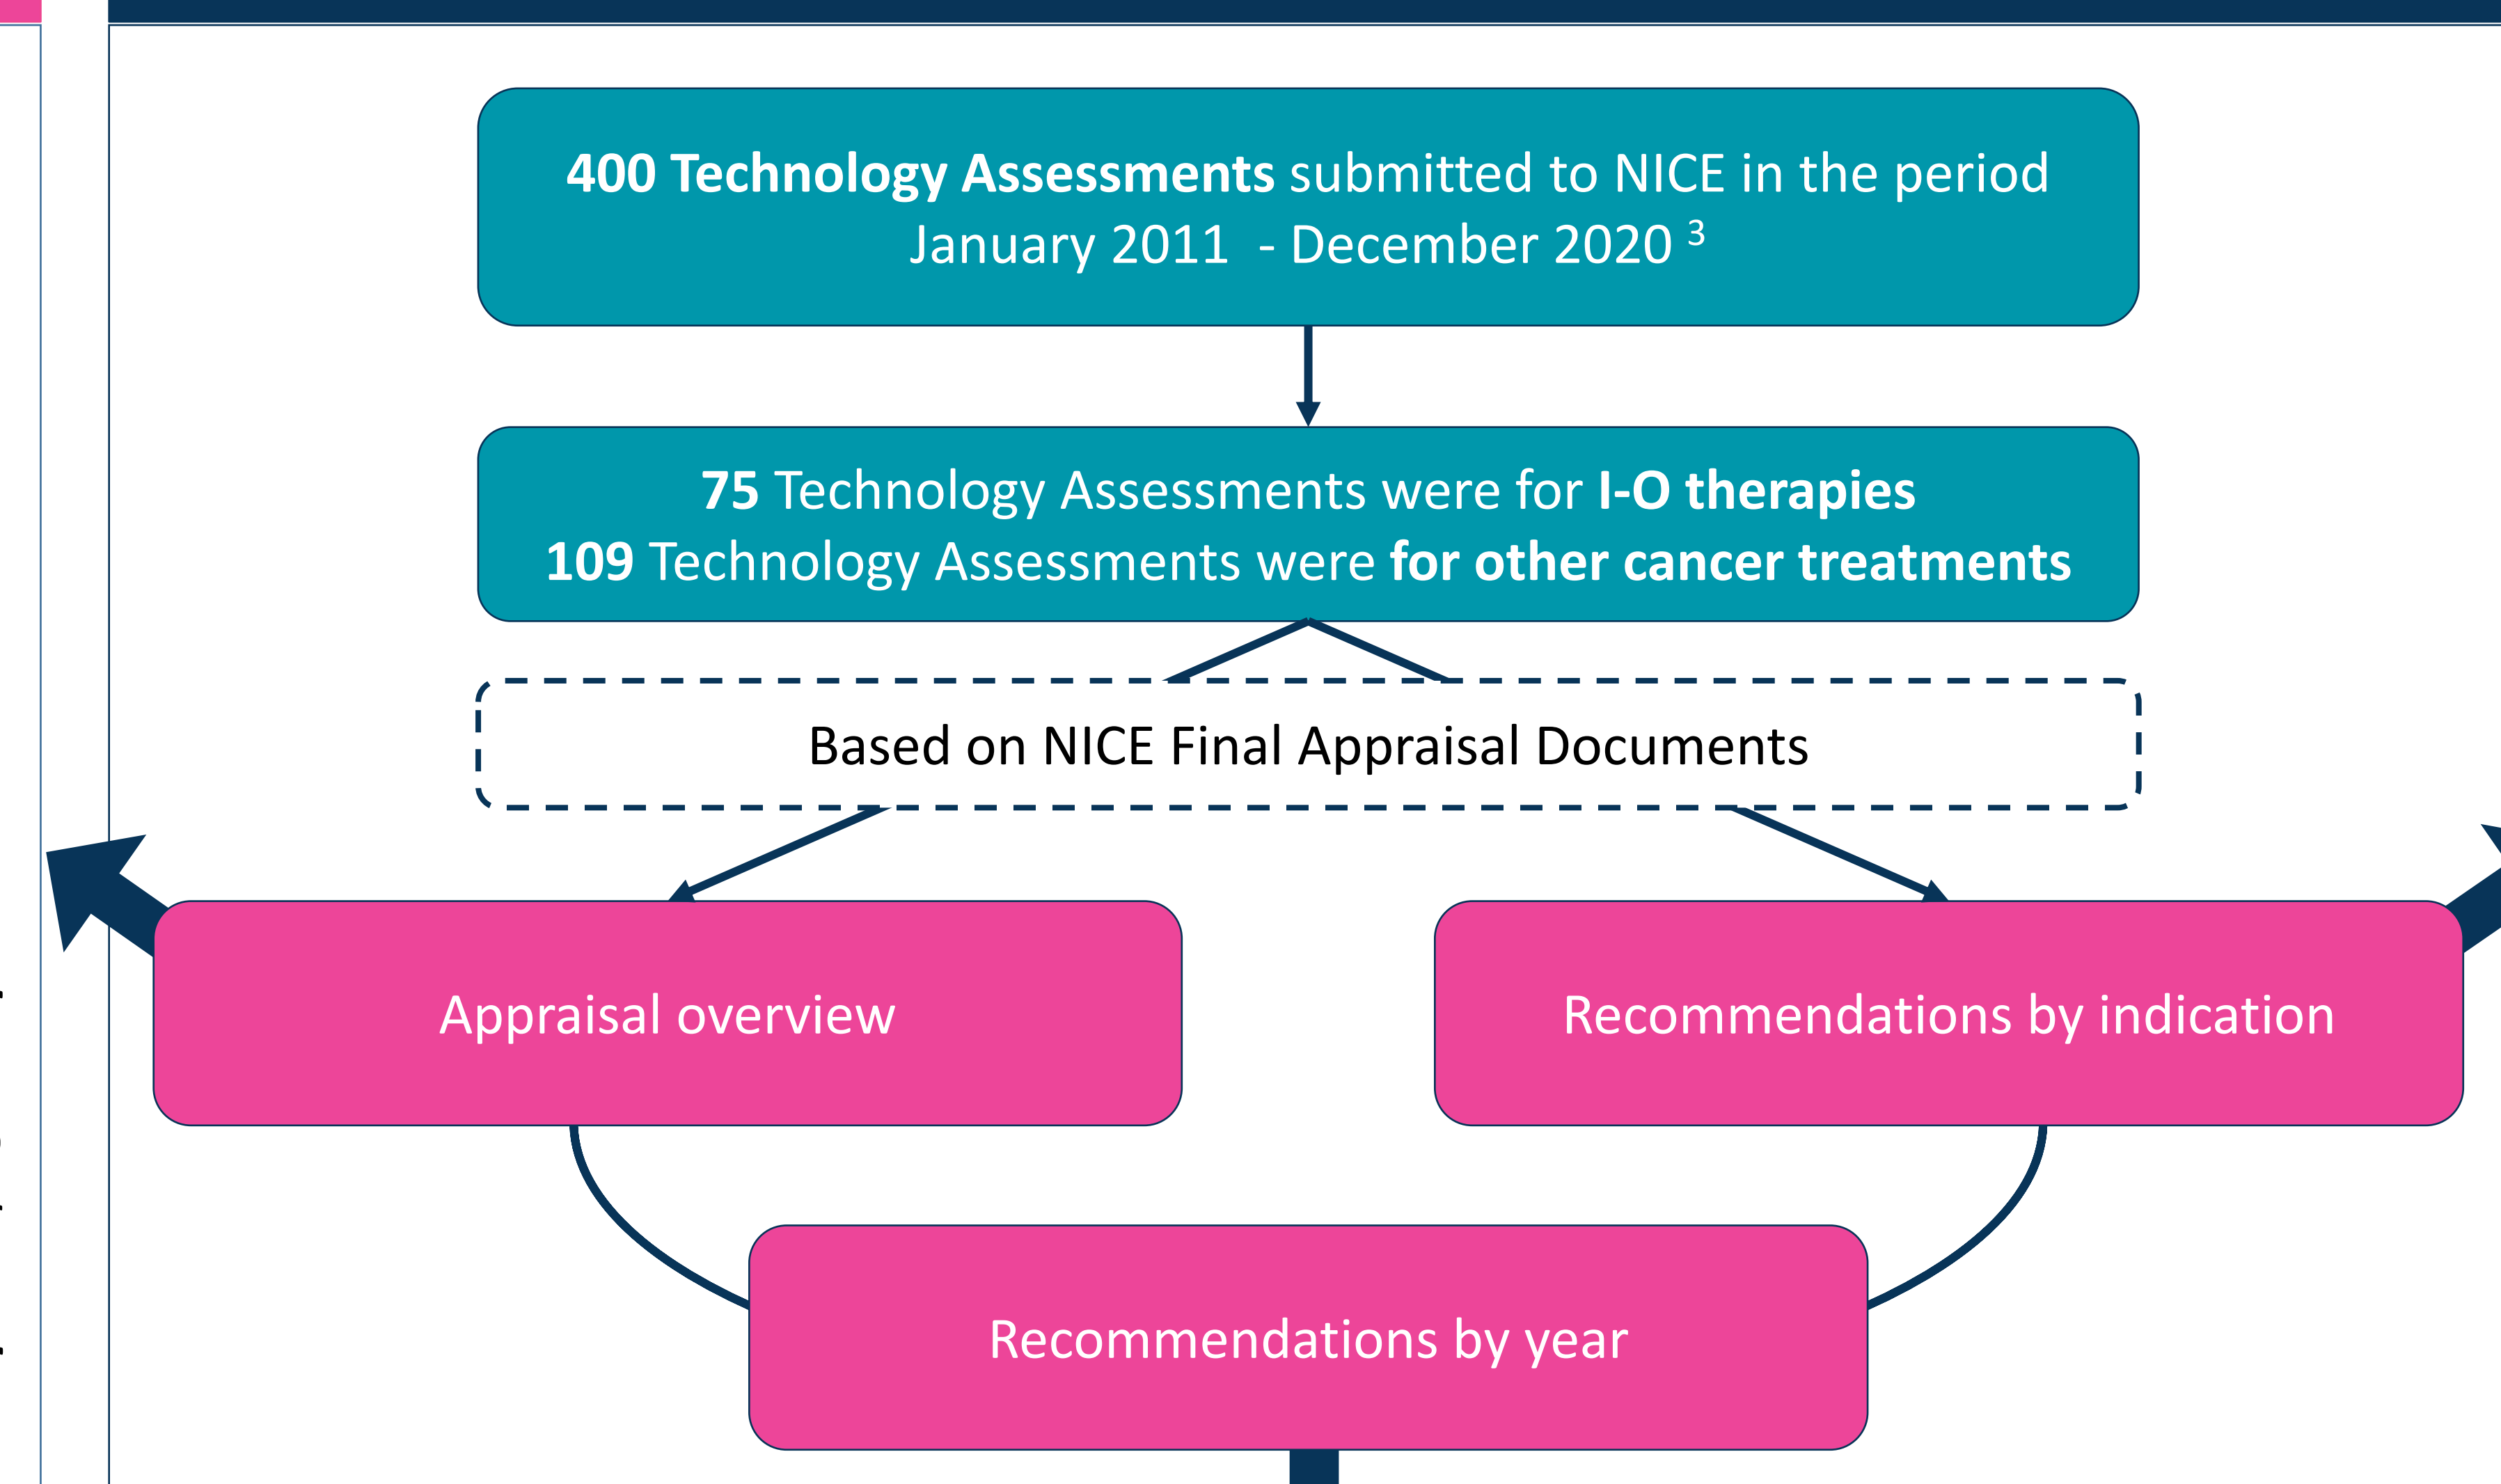 400 Technology Assessments submitted to NICE in the period
January 2011  - December 2020 ³
75 Technology Assessments were for I-O therapies
109 Technology Assessments were for other cancer treatments
Based on NICE Final Appraisal Documents
Appraisal overview
Recommendations by indication
Recommendations by year